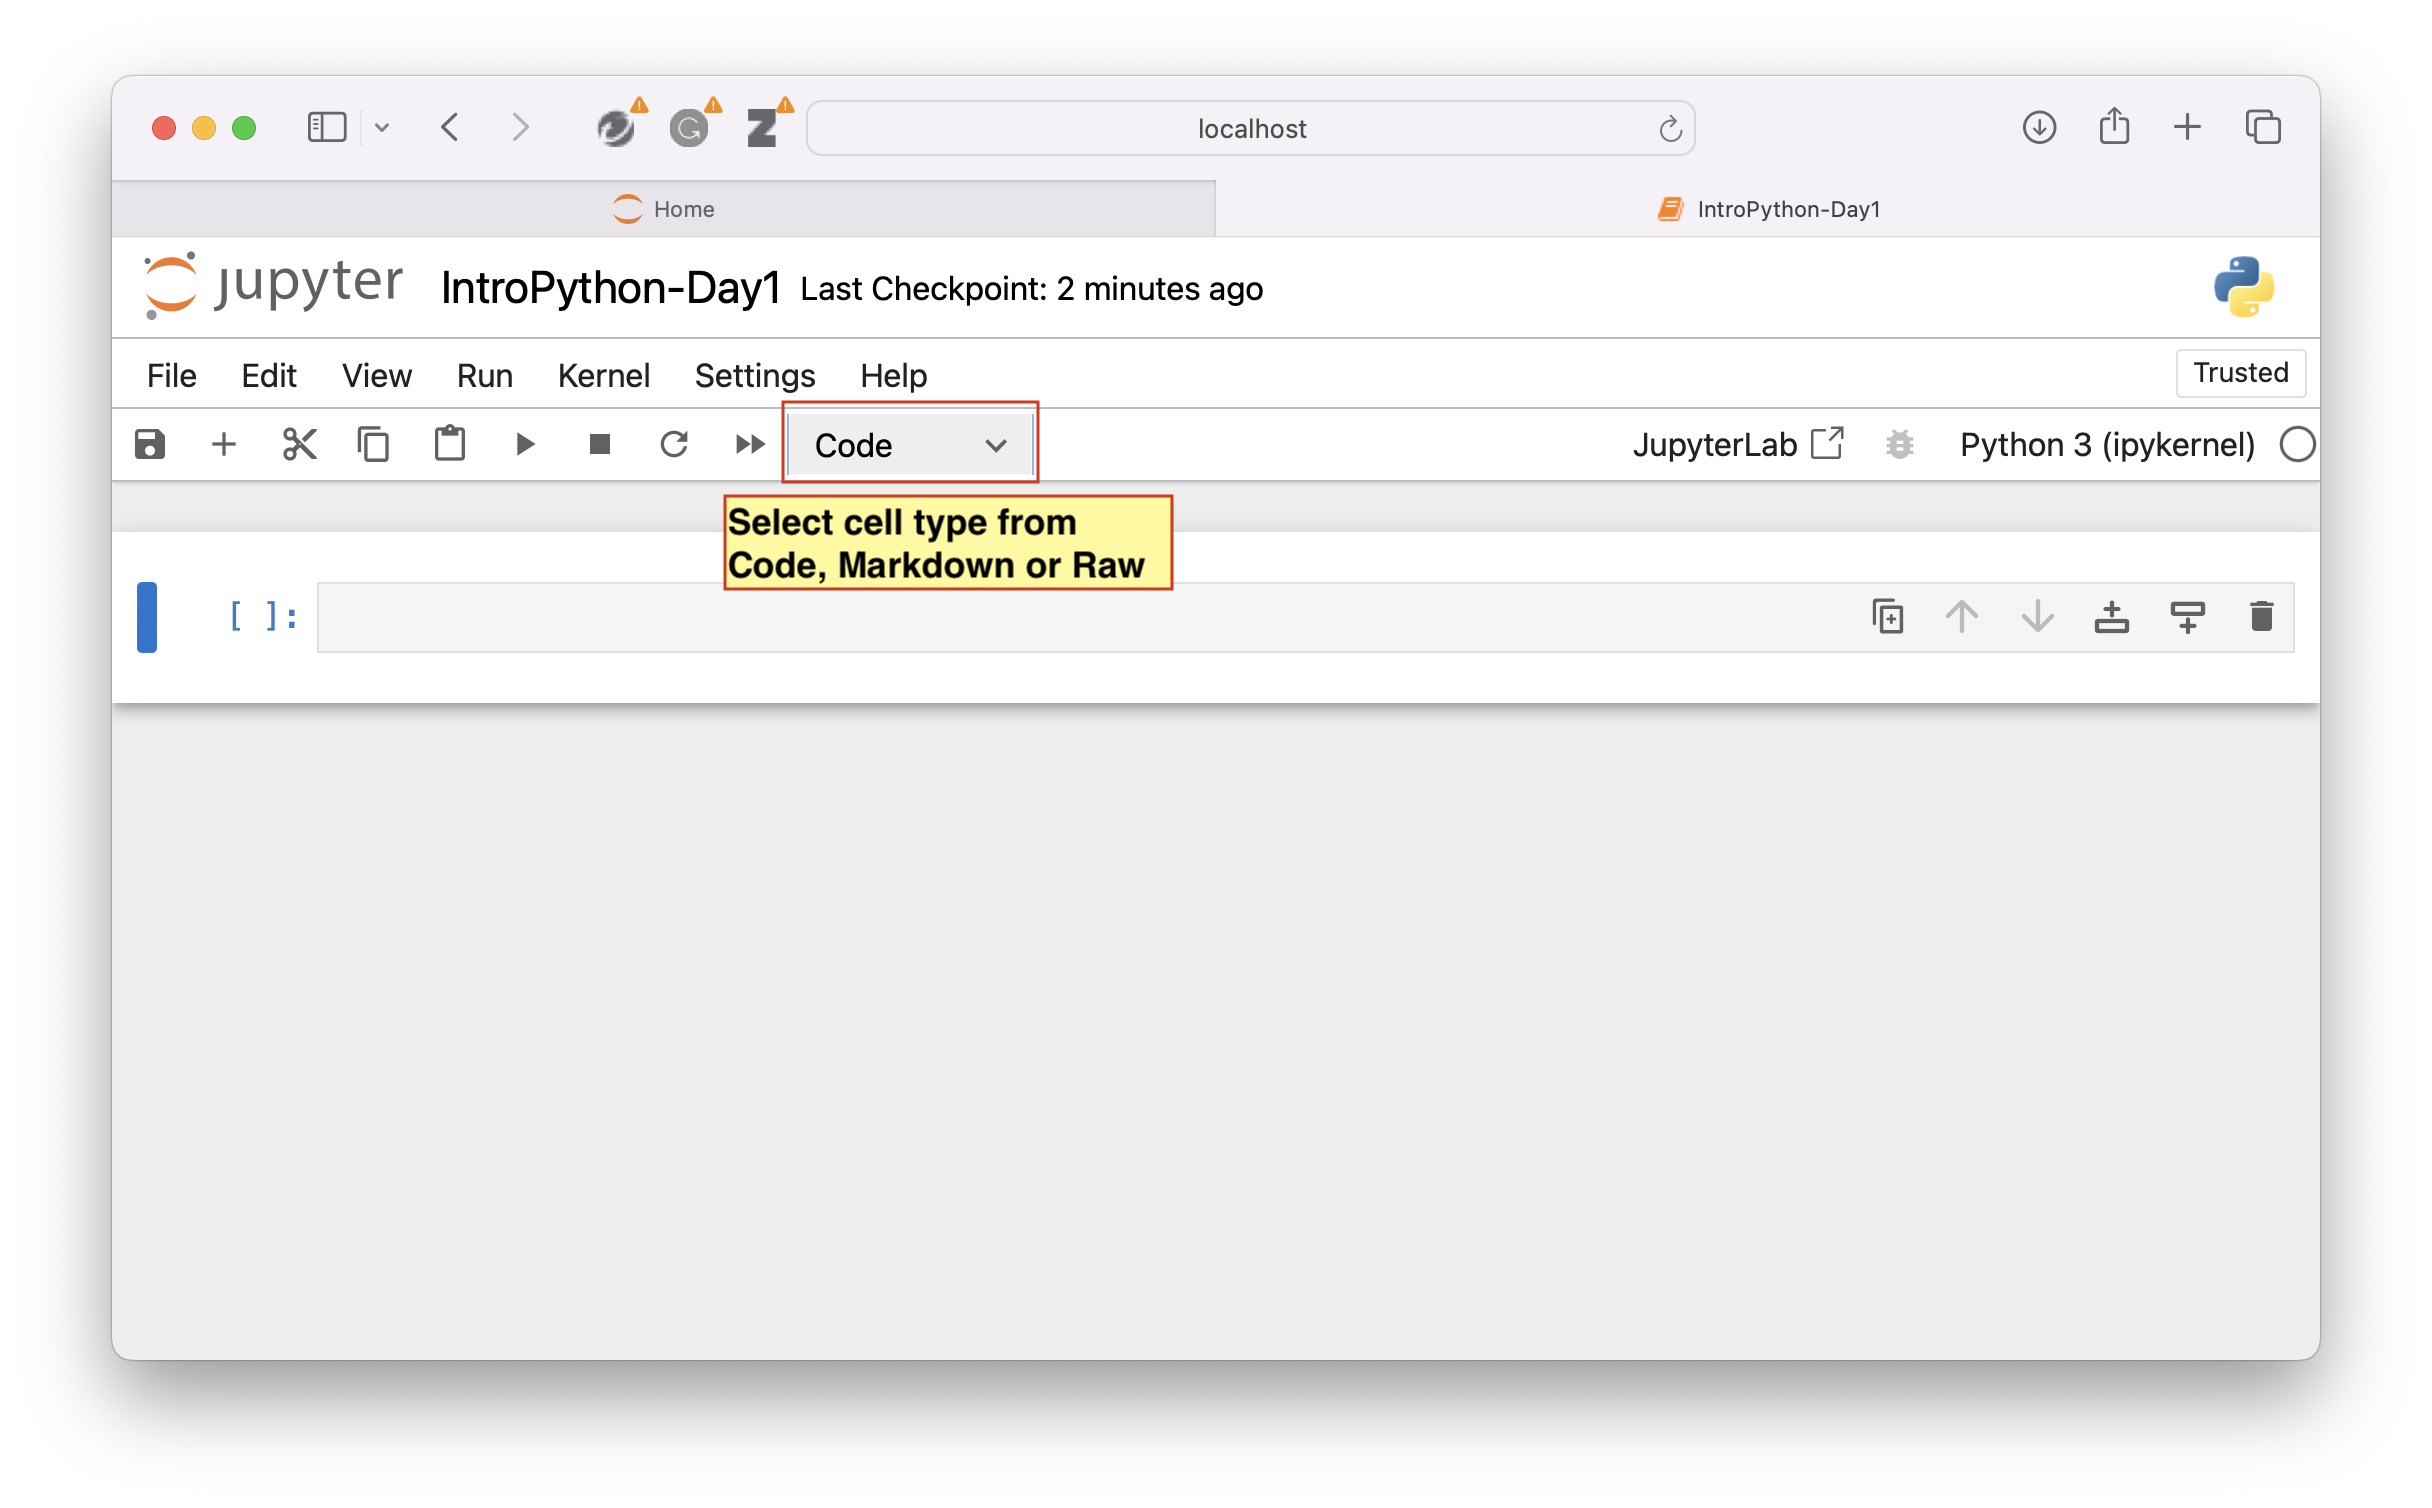 localhost
Home
IntroPython-Day1
jupyter IntroPython-Day1 Last Checkpoint: 2 minutes ago
File Edit View Run Kernel Settings Help
Trusted
Code
JupyterLab
Python 3 (ipykernel)
Select cell type from
Code, Markdown or Raw
[ ]: